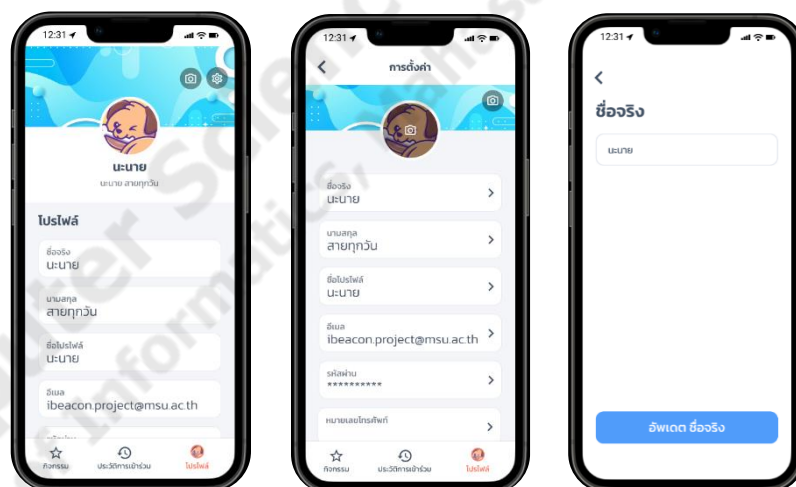 12:31
นะนาย
นะนาย สายทุกวัน
โปรไฟล์
ชื่อจริง
นะนาย
นามสกุล
สายทุกวัน
ชื่อโปรไฟล์
นะนาย
อีเมล
ibeacon.project@msu.ac.th
กิจกรรม
ประวัติการเข้าร่วม
โปรไฟล์
12:31
การตั้งค่า
ชื่อจริง
นะนาย
นามสกุล
สายทุกวัน
ชื่อโปรไฟล์
นะนาย
อีเมล
ibeacon.project@msu.ac.th
รหัสผ่าน
**********
หมายเลขโทรศัพท์
กิจกรรม
ประวัติการเข้าร่วม
โปรไฟล์
12:31
ชื่อจริง
นะนาย
อัพเดต ชื่อจริง